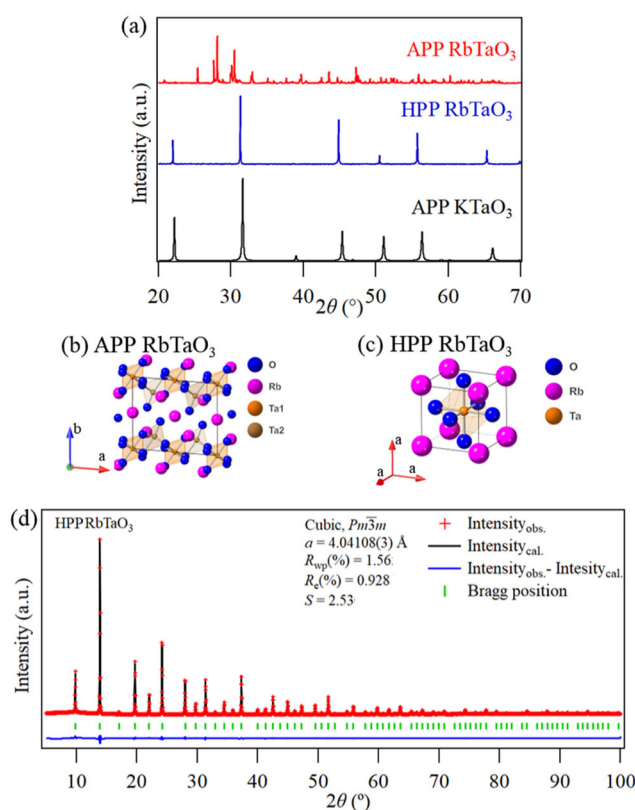 (a)
APP RbTaO₃
HPP RbTaO₃
APP KTaO₃
Intensity (a.u.)
20 30 40 50 60 70
2θ (°)
(b) APP RbTaO₃
O
Rb
Ta1
Ta2
b
a
(c) HPP RbTaO₃
O
Rb
Ta
a
a
a
(d)
HPP RbTaO₃
Cubic, Pm3̅m
a = 4.04108(3) Å
Rwp(%) = 1.56
Re(%) = 0.928
S = 2.53
Intensityobs.
Intensitycal.
Intensityobs.- Intesitycal.
Bragg position
Intensity (a.u.)
10 20 30 40 50 60 70 80 90 100
2θ (°)